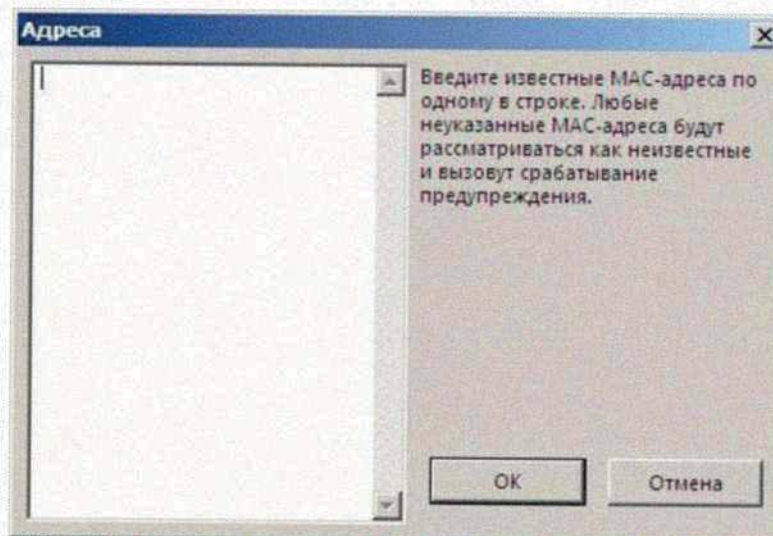 Адреса
Введите известные MAC-адреса по
одному в строке. Любые
неуказанные MAC-адреса будут
рассматриваться как неизвестные
и вызовут срабатывание
предупреждения.
OK
Отмена